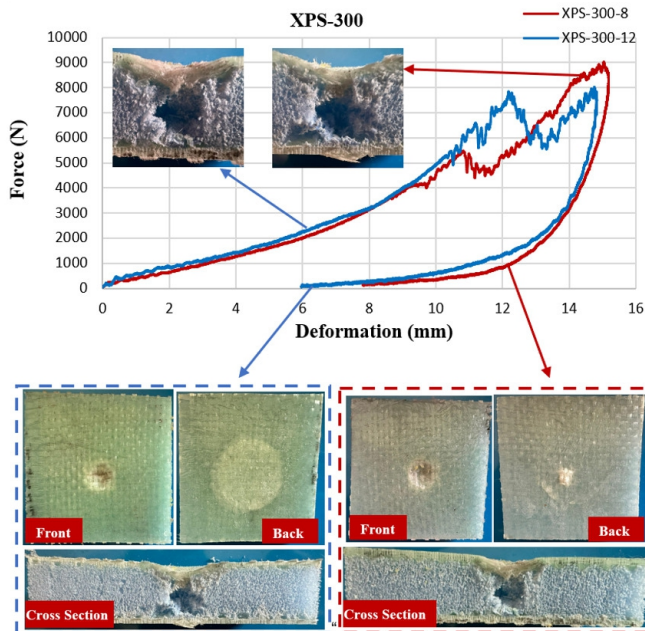 XPS-300
XPS-300-8
XPS-300-12
Force (N)
10000
9000
8000
7000
6000
5000
4000
3000
2000
1000
0
0 2 4 6 8 10 12 14 16
Deformation (mm)
Front Back
Cross Section
Front Back
Cross Section